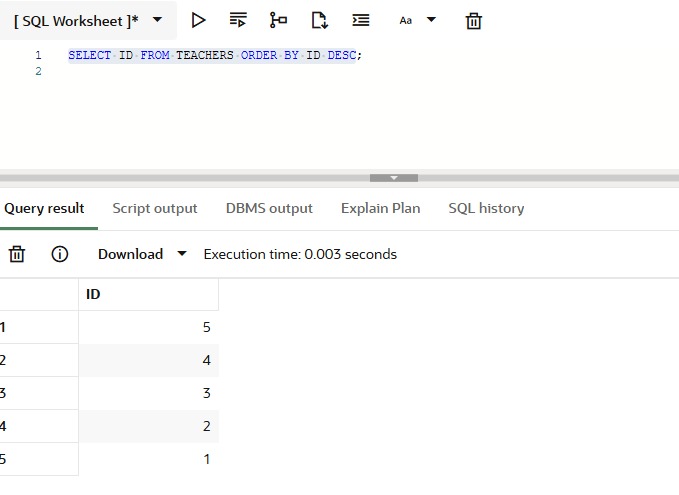 [ SQL Worksheet ]* Aa
1 SELECT ID FROM TEACHERS ORDER BY ID DESC;
2
Query result Script output DBMS output Explain Plan SQL history
Download Execution time: 0.003 seconds
ID
1 5
2 4
3 3
4 2
5 1